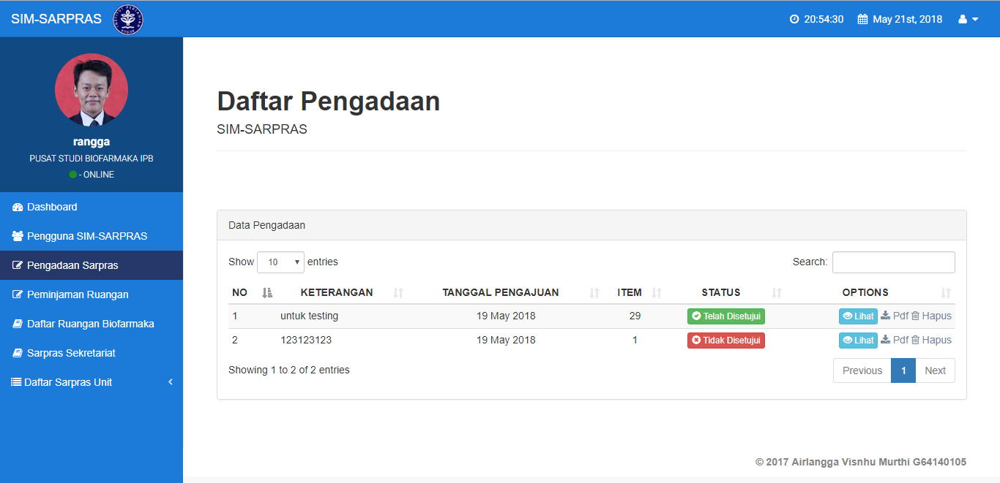 SIM-SARPRAS
20:54:30 May 21st, 2018
rangga
PUSAT STUDI BIOFARMAKA IPB
- ONLINE
Dashboard
Pengguna SIM-SARPRAS
Pengadaan Sarpras
Peminjaman Ruangan
Daftar Ruangan Biofarmaka
Sarpras Sekretariat
Daftar Sarpras Unit
Daftar Pengadaan
SIM-SARPRAS
Data Pengadaan
Show 10 entries Search:
NO KETERANGAN TANGGAL PENGAJUAN ITEM STATUS OPTIONS
1 untuk testing 19 May 2018 29 Telah Disetujui Lihat Pdf Hapus
2 123123123 19 May 2018 1 Tidak Disetujui Lihat Pdf Hapus
Showing 1 to 2 of 2 entries
Previous 1 Next
© 2017 Airlangga Visnhu Murthi G64140105